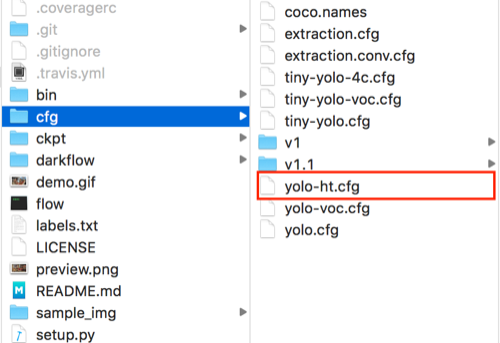 .coveragerc
.git
.gitignore
.travis.yml
bin
cfg
ckpt
darkflow
demo.gif
flow
labels.txt
LICENSE
preview.png
README.md
sample_img
setup.py
coco.names
extraction.cfg
extraction.conv.cfg
tiny-yolo-4c.cfg
tiny-yolo-voc.cfg
tiny-yolo.cfg
v1
v1.1
yolo-ht.cfg
yolo-voc.cfg
yolo.cfg